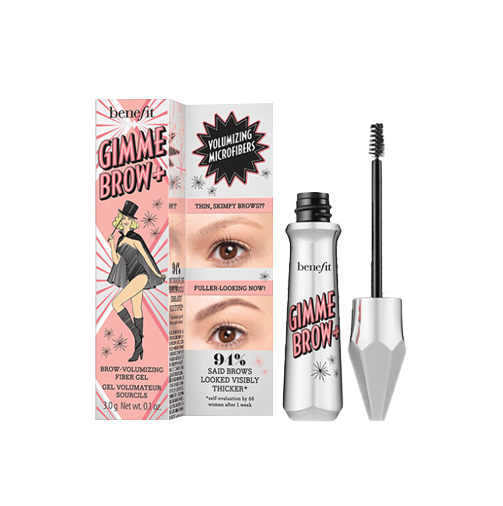 benefit
GIMME
BROW+
BROW-VOLUMIZING
FIBER GEL
GEL VOLUMATEUR
SOURCILS
3.0 g Net wt. 0.1 oz.
94%
VOLUMIZING
MICROFIBERS
THIN, SKIMPY BROWS??
FULLER-LOOKING NOW!
94%
SAID BROWS
LOOKED VISIBLY
THICKER*
*self-evaluation by 66
women after 1 week
benefit
GIMME
BROW+